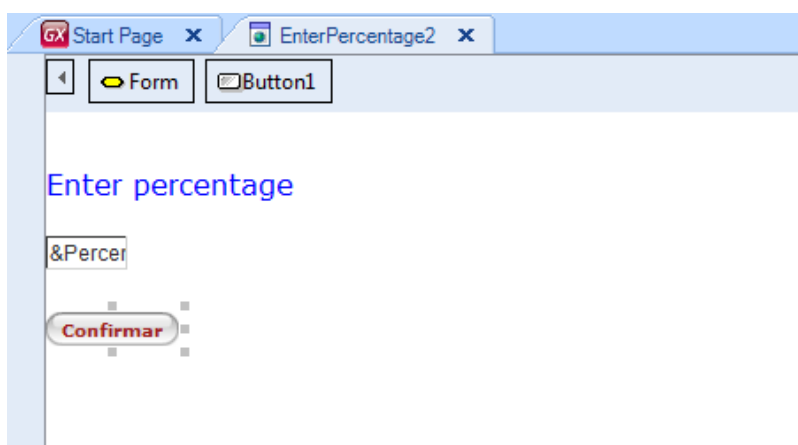 GX Start Page x EnterPercentage2 x
Form Button1
Enter percentage
&Percer
Confirmar